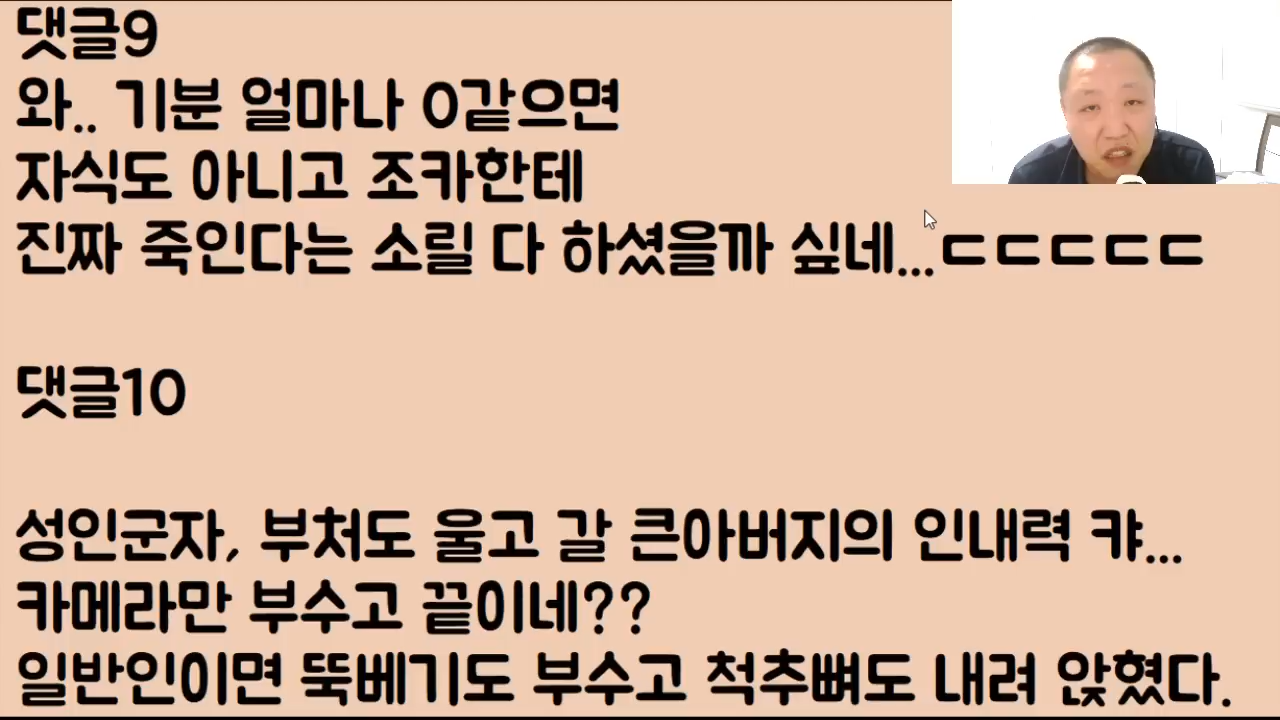 댓글9
와.. 기분 얼마나 0같으면
자식도 아니고 조카한테
진짜 죽인다는 소릴 다 하셨을까 싶네...ㄷㄷㄷㄷㄷ
댓글10
성인군자, 부처도 울고 갈 큰아버지의 인내력 캬...
카메라만 부수고 끝이네??
일반인이면 뚝베기도 부수고 척추뼈도 내려 앉혔다.